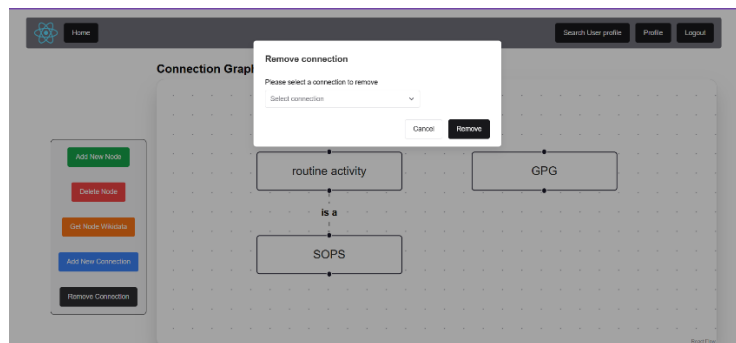 Home
Search User profile
Profile
Logout
Connection Grap
Remove connection
Please select a connection to remove
Select connection
Cancel
Remove
Add New Node
Delete Node
Get Node Wikidata
Add New Connection
Remove Connection
routine activity
GPG
is a
SOPS